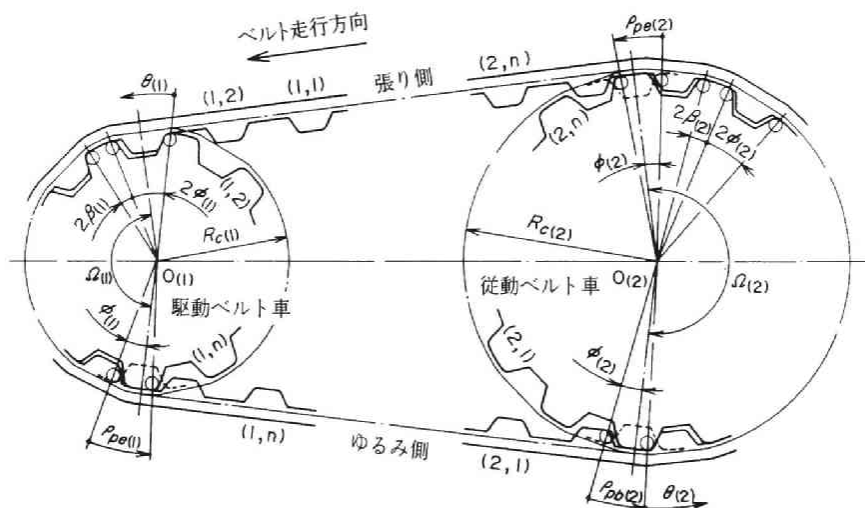 ベルト走行方向
ρpe(2)
θ(1)
(1,2)
(1,1)
張り側
(2,n)
(2,n)
2β(2)
2φ(2)
φ(2)
(1,2)
2β(1)
2φ(1)
Rc(1)
Rc(2)
Ω(1)
O(1)
駆動ベルト車
従動ベルト車
O(2)
Ω(2)
φ(1)
(1,n)
(2,1)
φ(2)
(1,n)
ゆるみ側
(2,1)
ρpe(1)
ρpb(2)
θ(2)